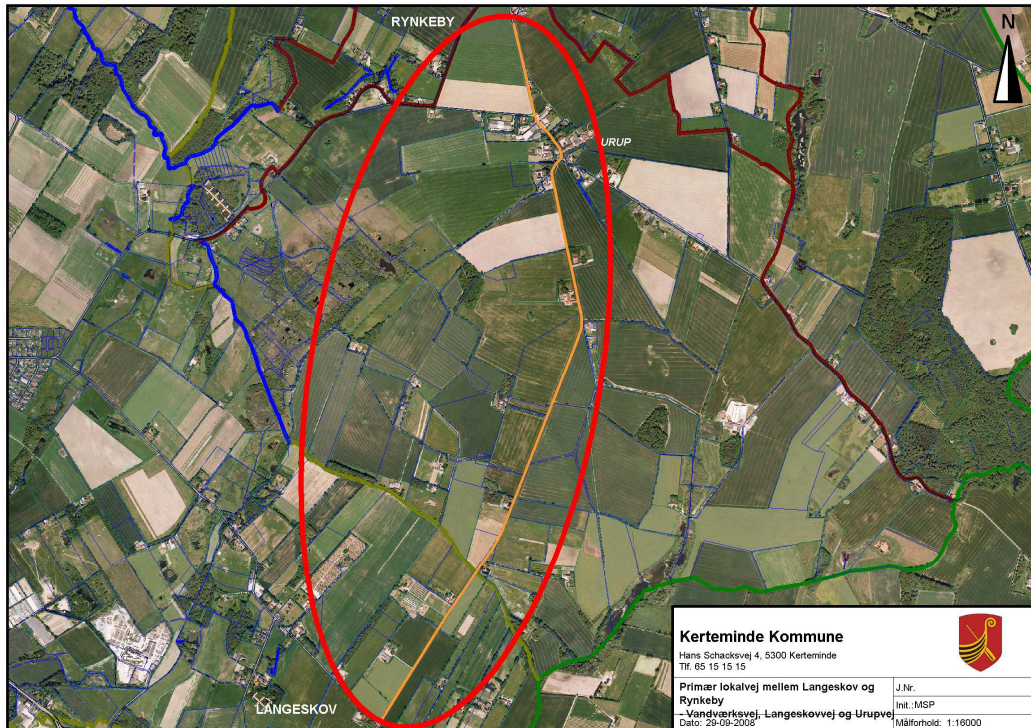 RYNKEBY
N
URUP
LANGESKOV
Kerteminde Kommune
Hans Schacksvej 4, 5300 Kerteminde
Tlf. 65 15 15 15
Primær lokalvej mellem Langeskov og
Rynkeby
- Vandværksvej, Langeskovvej og Urupvej
Dato: 29-09-2008
J.Nr.
Init.:MSP
Målforhold: 1:16000